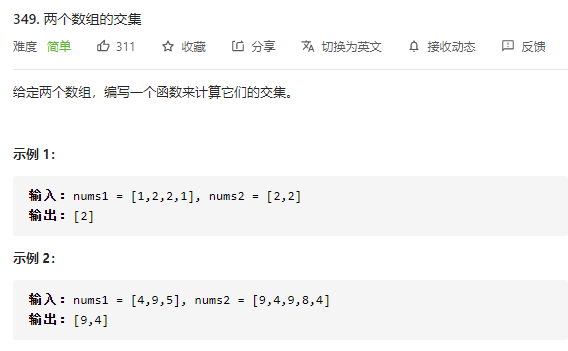 349. 两个数组的交集
难度 简单 311 收藏 分享 切换为英文 接收动态 反馈
给定两个数组，编写一个函数来计算它们的交集。
示例 1：
输入：nums1 = [1,2,2,1], nums2 = [2,2]
输出：[2]
示例 2：
输入：nums1 = [4,9,5], nums2 = [9,4,9,8,4]
输出：[9,4]